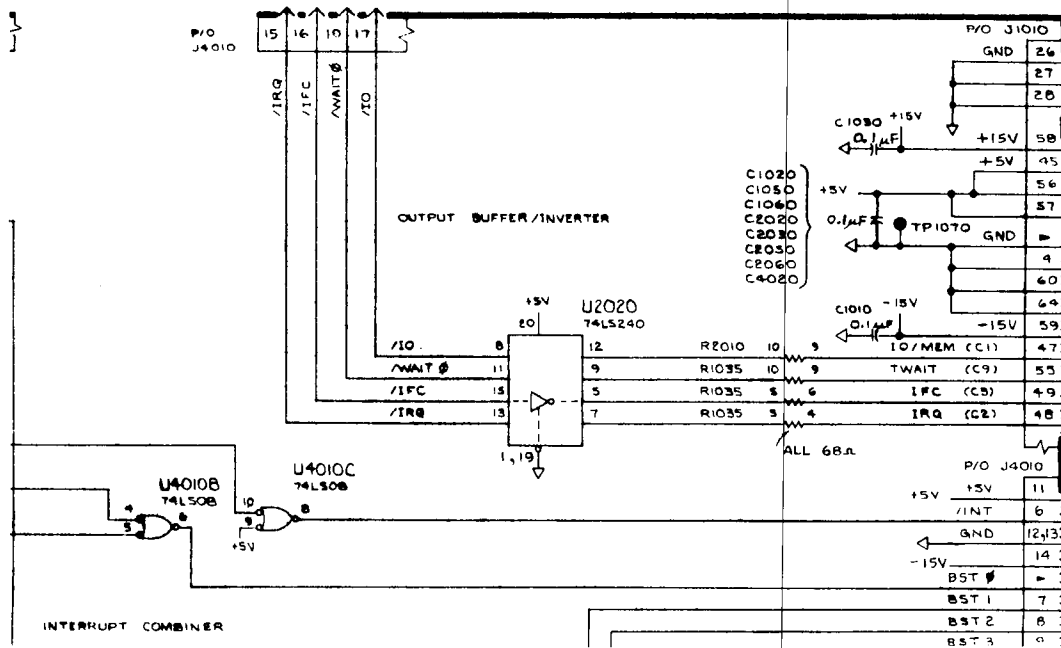 P/O
J4010
15 16 10 17
/IRQ
/IFC
/WAIT0
/IO
P/O J1010
GND 26
27
28
C1030 +15V
0.1µF
+15V 58
+5V 45
56
57
C1020
C1050
C1060
C2020
C2030
C2050
C2060
C4020
+5V
0.1µF
TP1070
GND
4
60
64
OUTPUT BUFFER/INVERTER
C1010 -15V
0.1µF
-15V 59
+5V
20
U2020
74LS240
/IO 8 12 R2010 10 9 IO/MEM (C1) 47
/WAIT 0 11 9 R1035 10 9 TWAIT (C9) 55
/IFC 15 5 R1035 8 6 IFC (C3) 49
/IRQ 13 7 R1035 3 4 IRQ (C2) 48
1, 19
ALL 68Ω
P/O J4010
+5V +5V 11
/INT 6
GND 12,13
-15V 14
BST 0
BST 1 7
BST 2 8
BST 3 9
U4010B
74LS08
4
5
6
U4010C
74LS08
10
9
8
+5V
INTERRUPT COMBINER